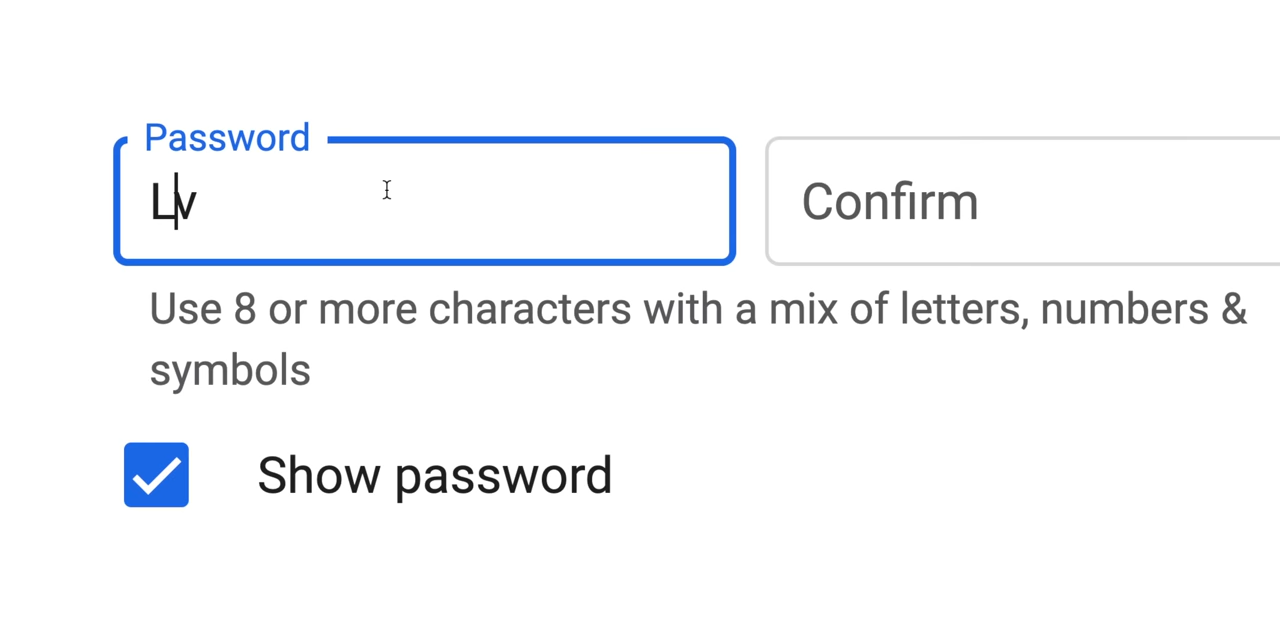 Password
Lv
Confirm
Use 8 or more characters with a mix of letters, numbers &
symbols
Show password